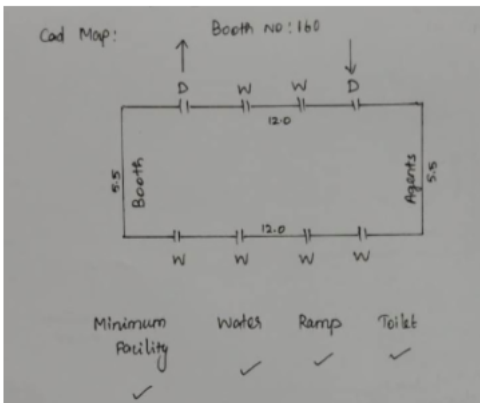 Cad Map:
Booth No: 160
D W W D
12.0
5.5
Booth
Agents
5.5
12.0
W W W W
Minimum Facility
Water
Ramp
Toilet